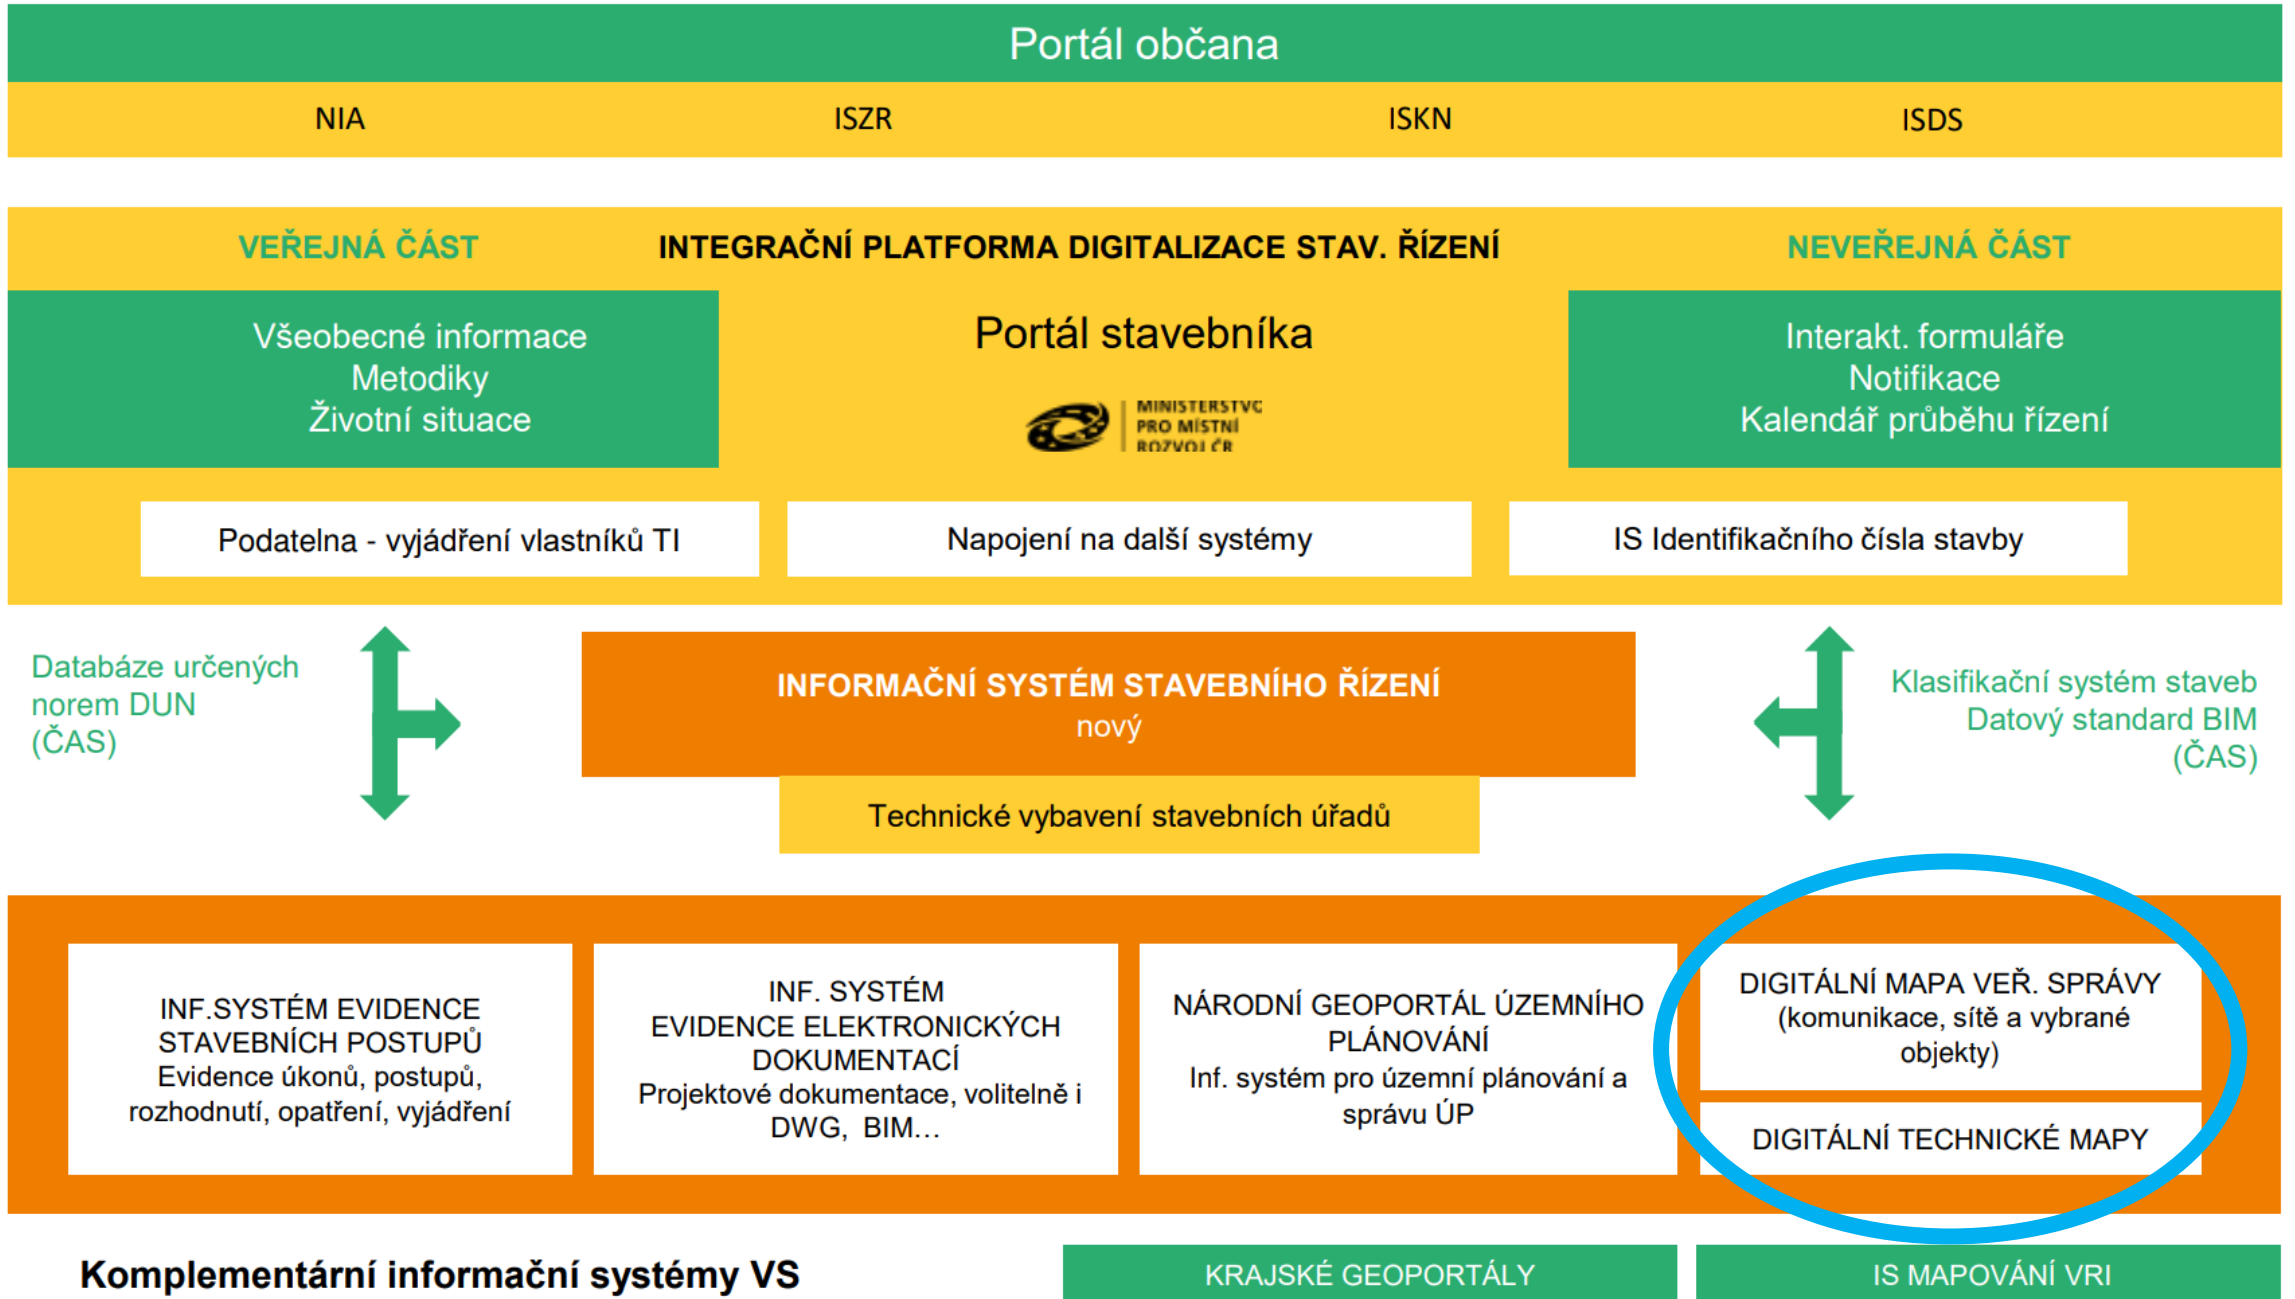 Portál občana
NIA
ISZR
ISKN
ISDS
VEŘEJNÁ ČÁST
INTEGRAČNÍ PLATFORMA DIGITALIZACE STAV. ŘÍZENÍ
NEVEŘEJNÁ ČÁST
Všeobecné informace
Metodiky
Životní situace
Portál stavebníka
MINISTERSTVO
PRO MÍSTNÍ
ROZVOJ ČR
Interakt. formuláře
Notifikace
Kalendář průběhu řízení
Podatelna - vyjádření vlastníků TI
Napojení na další systémy
IS Identifikačního čísla stavby
Databáze určených
norem DUN
(ČAS)
INFORMAČNÍ SYSTÉM STAVEBNÍHO ŘÍZENÍ
nový
Technické vybavení stavebních úřadů
Klasifikační systém staveb
Datový standard BIM
(ČAS)
INF.SYSTÉM EVIDENCE
STAVEBNÍCH POSTUPŮ
Evidence úkonů, postupů,
rozhodnutí, opatření, vyjádření
INF. SYSTÉM
EVIDENCE ELEKTRONICKÝCH
DOKUMENTACÍ
Projektové dokumentace, volitelně i
DWG, BIM…
NÁRODNÍ GEOPORTÁL ÚZEMNÍHO
PLÁNOVÁNÍ
Inf. systém pro územní plánování a
správu ÚP
DIGITÁLNÍ MAPA VEŘ. SPRÁVY
(komunikace, sítě a vybrané
objekty)
DIGITÁLNÍ TECHNICKÉ MAPY
Komplementární informační systémy VS
KRAJSKÉ GEOPORTÁLY
IS MAPOVÁNÍ VRI